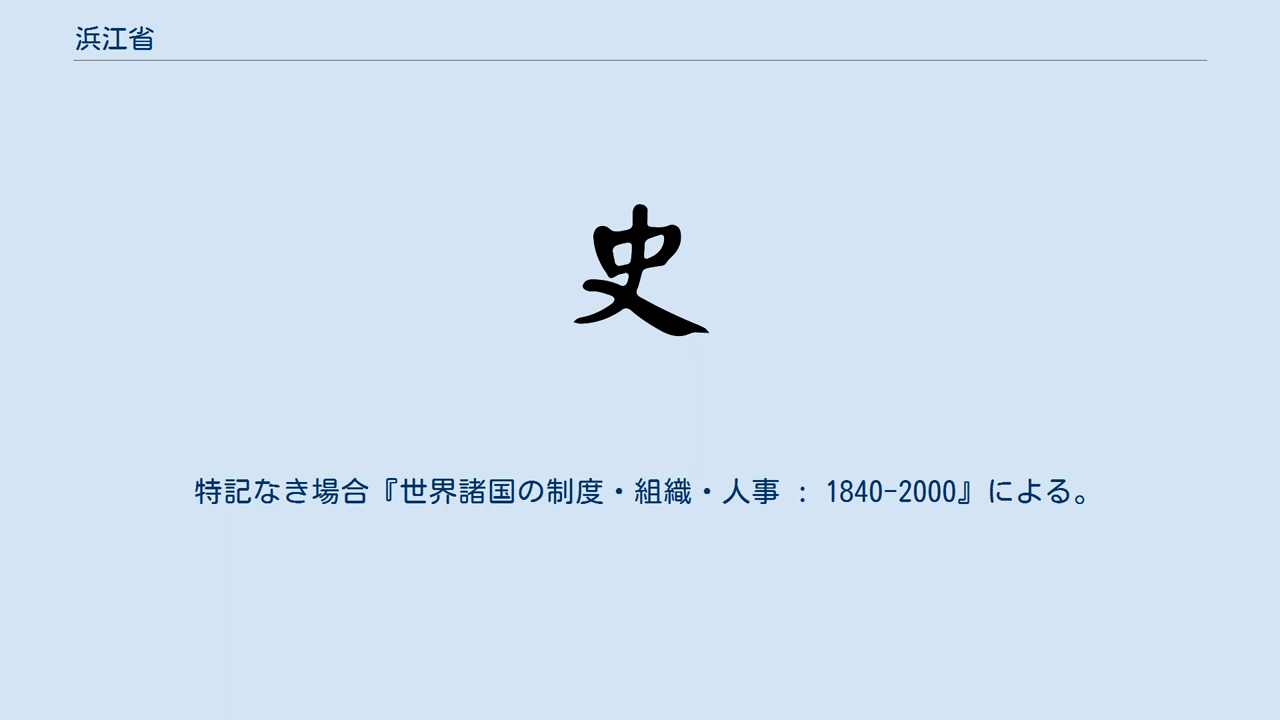 浜江省
史
特記なき場合『世界諸国の制度・組織・人事 : 1840-2000』による。